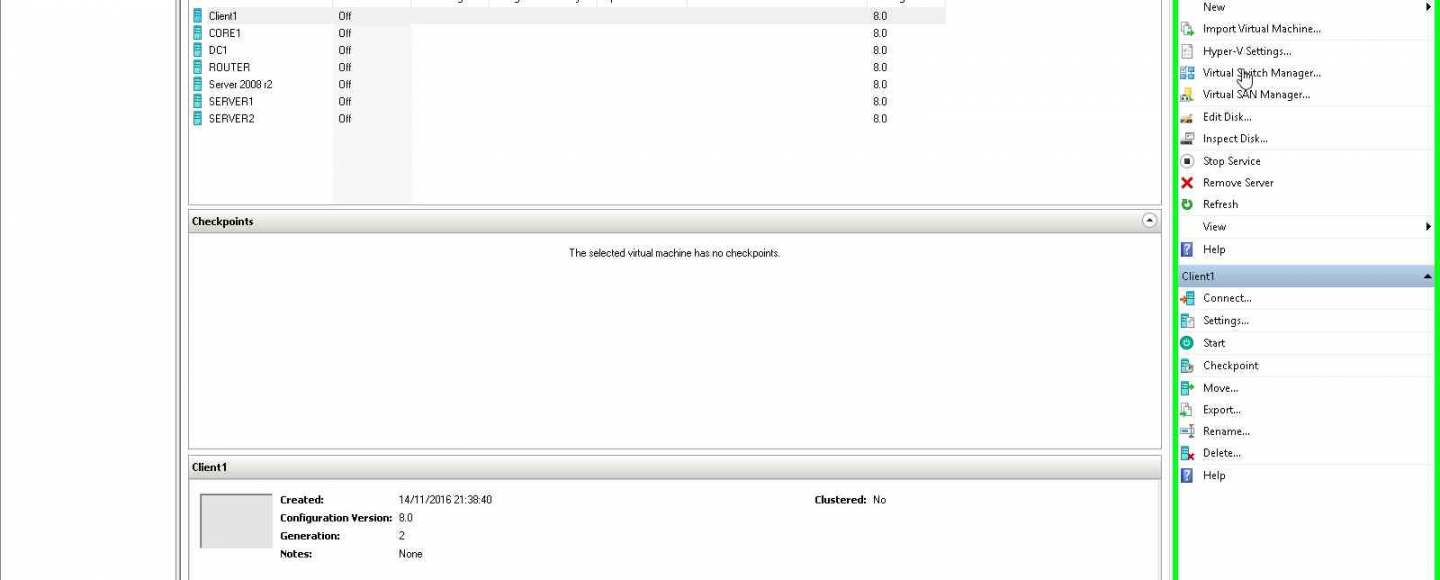 Client1 Off 8.0
CORE1 Off 8.0
DC1 Off 8.0
ROUTER Off 8.0
Server 2008 r2 Off 8.0
SERVER1 Off 8.0
SERVER2 Off 8.0
Checkpoints
The selected virtual machine has no checkpoints.
Client1
Created: 14/11/2016 21:38:40 Clustered: No
Configuration Version: 8.0
Generation: 2
Notes: None
New
Import Virtual Machine...
Hyper-V Settings...
Virtual Switch Manager...
Virtual SAN Manager...
Edit Disk...
Inspect Disk...
Stop Service
Remove Server
Refresh
View
Help
Client1
Connect...
Settings...
Start
Checkpoint
Move...
Export...
Rename...
Delete...
Help